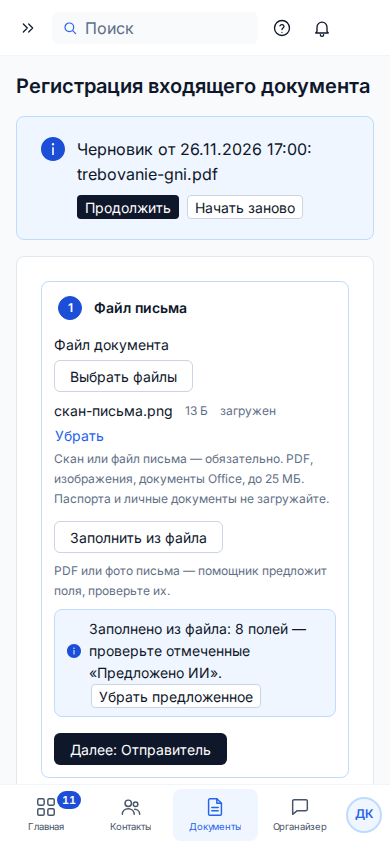 Поиск
Регистрация входящего документа
Черновик от 26.11.2026 17:00:
trebovanie-gni.pdf
Продолжить Начать заново
1 Файл письма
Файл документа
Выбрать файлы
скан-письма.png 13 Б загружен
Убрать
Скан или файл письма — обязательно. PDF,
изображения, документы Office, до 25 МБ.
Паспорта и личные документы не загружайте.
Заполнить из файла
PDF или фото письма — помощник предложит
поля, проверьте их.
Заполнено из файла: 8 полей —
проверьте отмеченные
«Предложено ИИ».
Убрать предложенное
Далее: Отправитель
11
Главная Контакты Документы Органайзер ДК